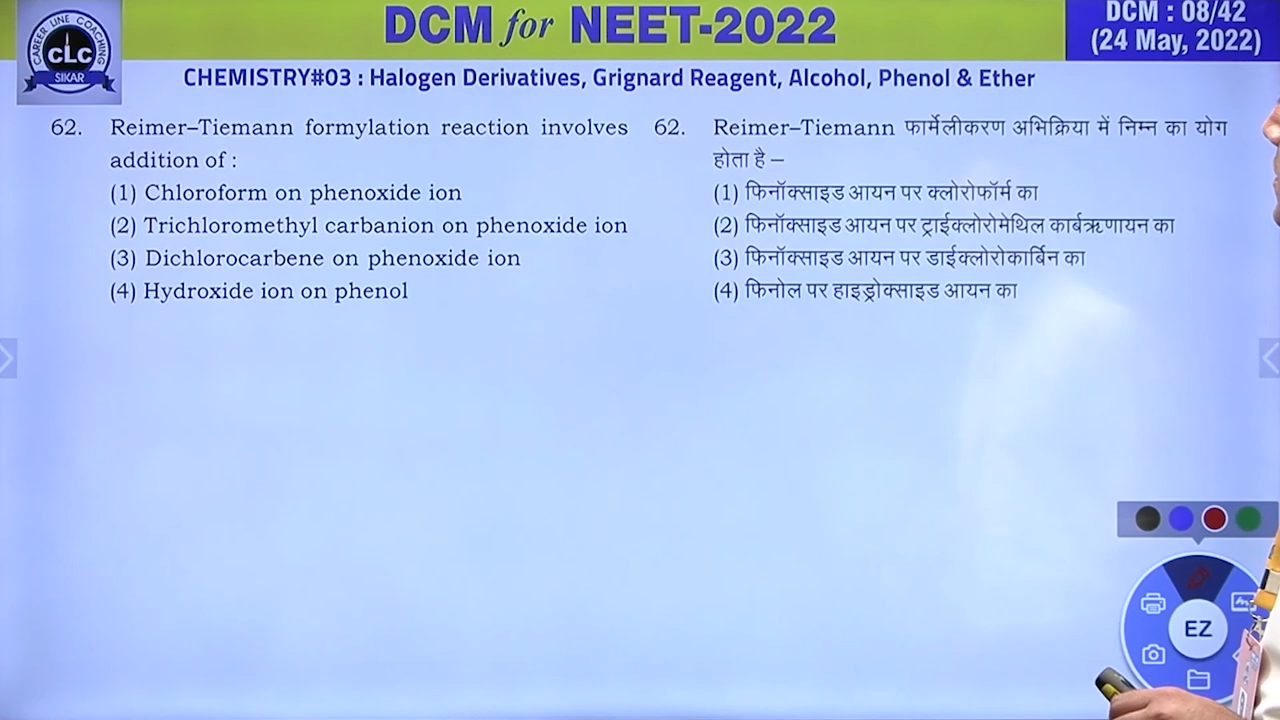 DCM for NEET-2022
DCM : 08/42
(24 May, 2022)
CAREER LINE COACHING
CLC
SIKAR
CHEMISTRY#03 : Halogen Derivatives, Grignard Reagent, Alcohol, Phenol & Ether
62. Reimer–Tiemann formylation reaction involves
addition of :
(1) Chloroform on phenoxide ion
(2) Trichloromethyl carbanion on phenoxide ion
(3) Dichlorocarbene on phenoxide ion
(4) Hydroxide ion on phenol
62. Reimer–Tiemann फार्मेलीकरण अभिक्रिया में निम्न का योग
होता है –
(1) फिनॉक्साइड आयन पर क्लोरोफॉर्म का
(2) फिनॉक्साइड आयन पर ट्राईक्लोरोमेथिल कार्बऋणायन का
(3) फिनॉक्साइड आयन पर डाईक्लोरोकार्बिन का
(4) फिनोल पर हाइड्रोक्साइड आयन का
EZ